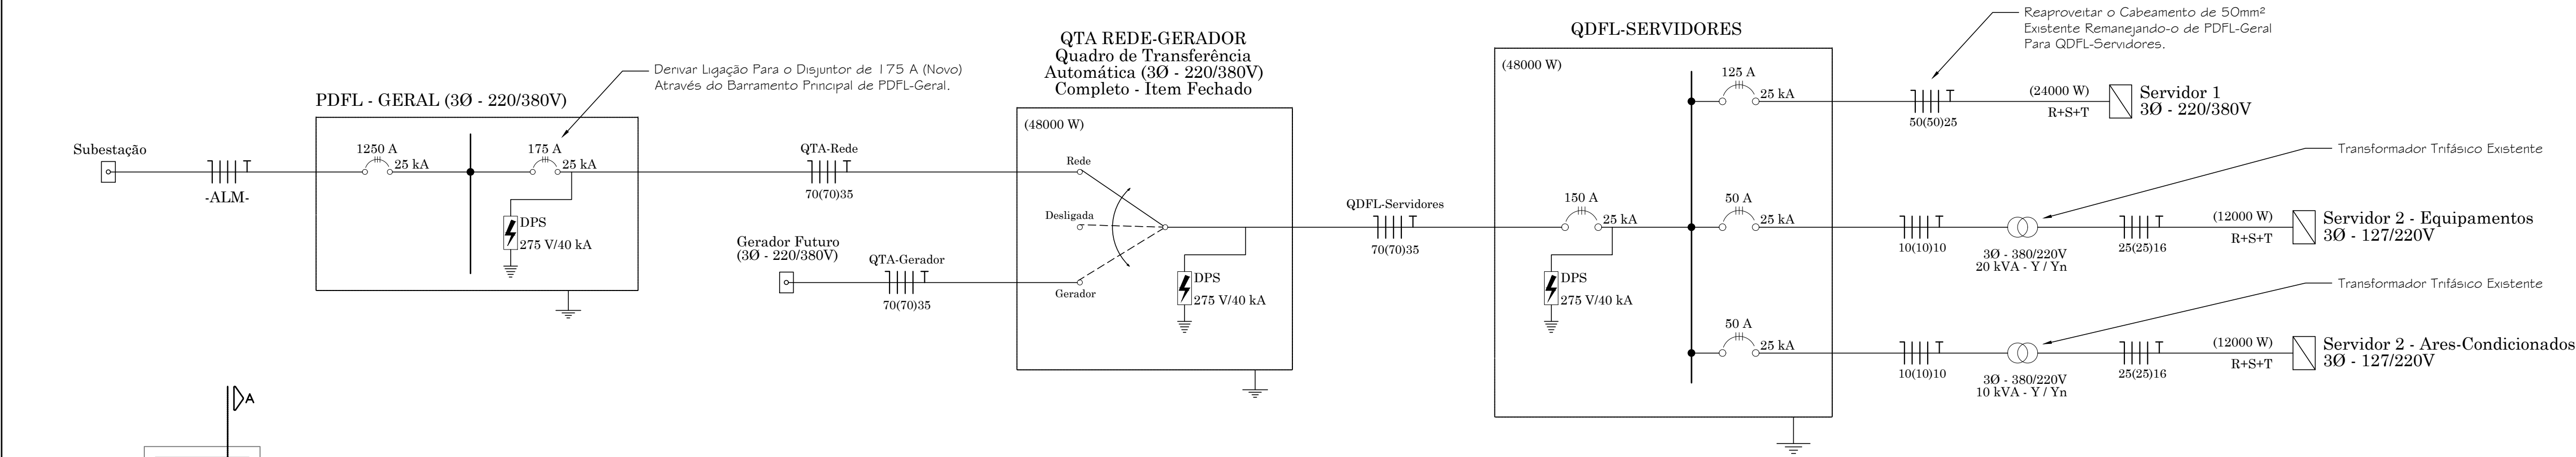 Subestação
-ALM-
PDFL - GERAL (3Ø - 220/380V)
1250 A
25 kA
175 A
25 kA
DPS
275 V/40 kA
Derivar Ligação Para o Disjuntor de 175 A (Novo)
Através do Barramento Principal de PDFL-Geral.
QTA-Rede
70(70)35
Gerador Futuro
(3Ø - 220/380V)
QTA-Gerador
70(70)35
QTA REDE-GERADOR
Quadro de Transferência
Automática (3Ø - 220/380V)
Completo - Item Fechado
(48000 W)
Rede
Desligada
Gerador
DPS
275 V/40 kA
QDFL-Servidores
70(70)35
QDFL-SERVIDORES
(48000 W)
150 A
25 kA
DPS
275 V/40 kA
125 A
25 kA
50 A
25 kA
50 A
25 kA
Reaproveitar o Cabeamento de 50mm²
Existente Remanejando-o de PDFL-Geral
Para QDFL-Servidores.
50(50)25
(24000 W)
R+S+T
Servidor 1
3Ø - 220/380V
Transformador Trifásico Existente
10(10)10
3Ø - 380/220V
20 kVA - Y / Yn
25(25)16
(12000 W)
R+S+T
Servidor 2 - Equipamentos
3Ø - 127/220V
Transformador Trifásico Existente
10(10)10
3Ø - 380/220V
10 kVA - Y / Yn
25(25)16
(12000 W)
R+S+T
Servidor 2 - Ares-Condicionados
3Ø - 127/220V
A